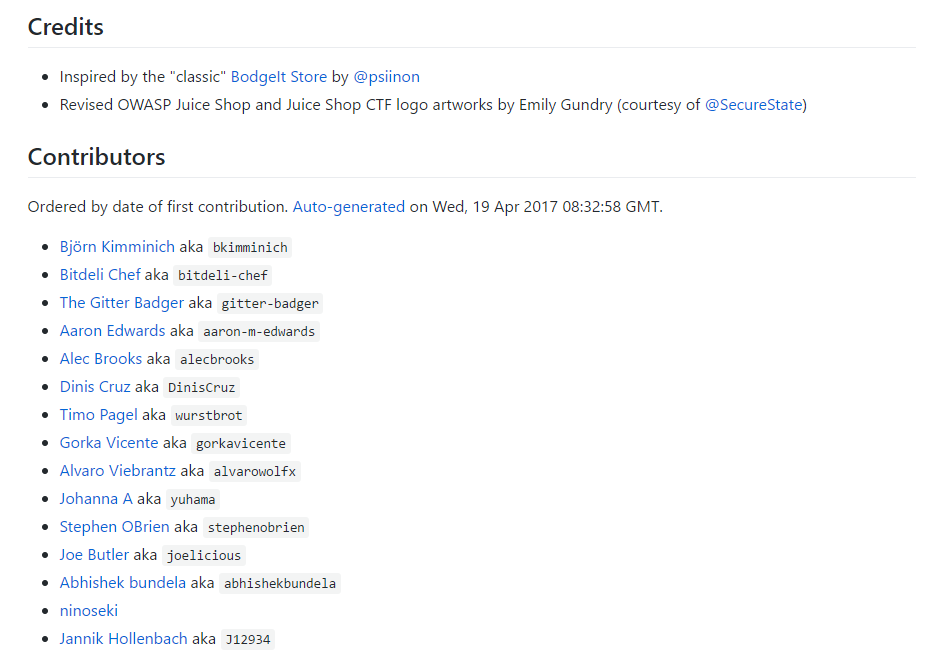 Credits
Inspired by the "classic" BodgeIt Store by @psiinon
Revised OWASP Juice Shop and Juice Shop CTF logo artworks by Emily Gundry (courtesy of @SecureState)
Contributors
Ordered by date of first contribution. Auto-generated on Wed, 19 Apr 2017 08:32:58 GMT.
Björn Kimminich aka bkimminich
Bitdeli Chef aka bitdeli-chef
The Gitter Badger aka gitter-badger
Aaron Edwards aka aaron-m-edwards
Alec Brooks aka alecbrooks
Dinis Cruz aka DinisCruz
Timo Pagel aka wurstbrot
Gorka Vicente aka gorkavicente
Alvaro Viebrantz aka alvarowolfx
Johanna A aka yuhama
Stephen OBrien aka stephenobrien
Joe Butler aka joelicious
Abhishek bundela aka abhishekbundela
ninoseki
Jannik Hollenbach aka J12934